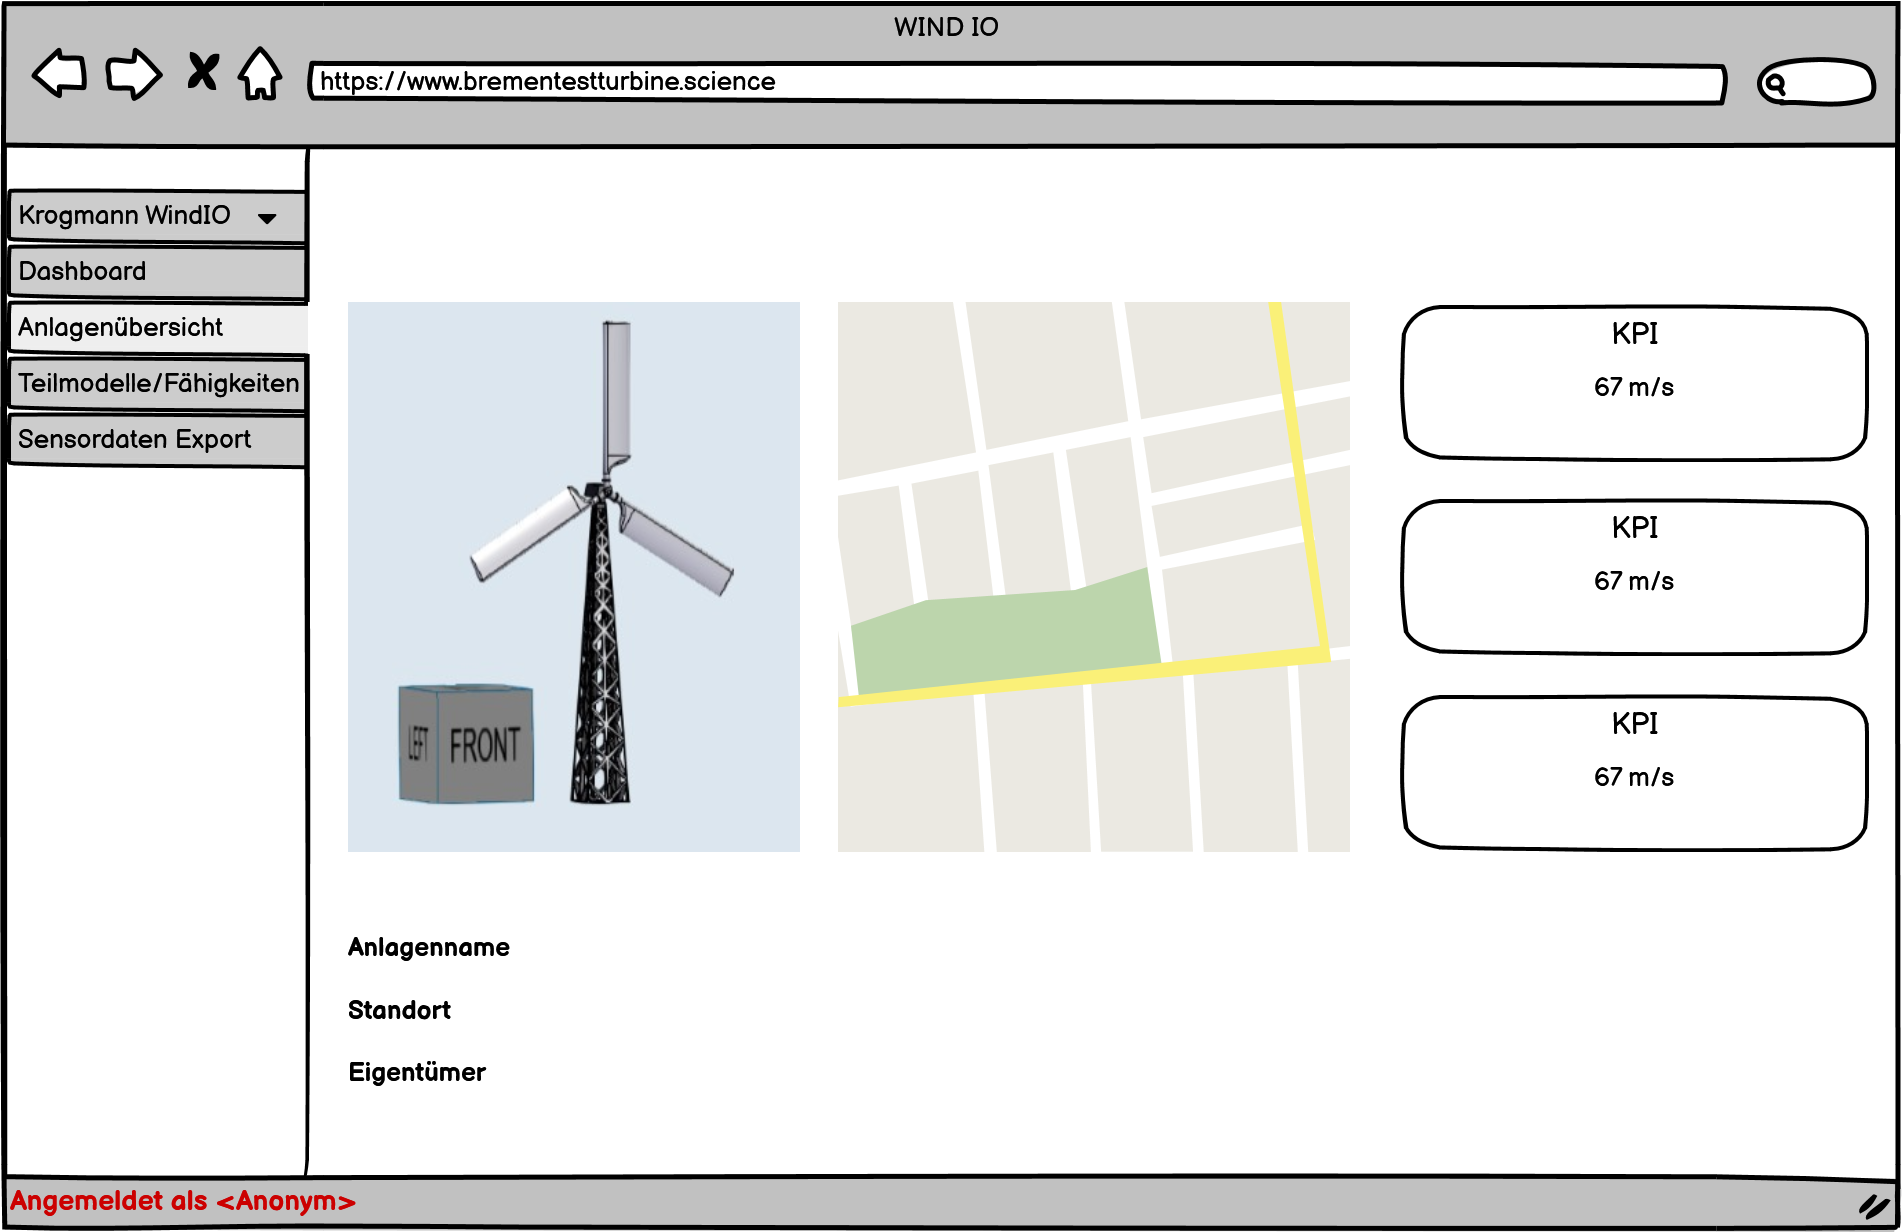 WIND IO
https://www.brementestturbine.science
Krogmann WindIO
Dashboard
Anlagenübersicht
Teilmodelle/Fähigkeiten
Sensordaten Export
LEFT
FRONT
KPI
67 m/s
KPI
67 m/s
KPI
67 m/s
Anlagenname
Standort
Eigentümer
Angemeldet als <Anonym>